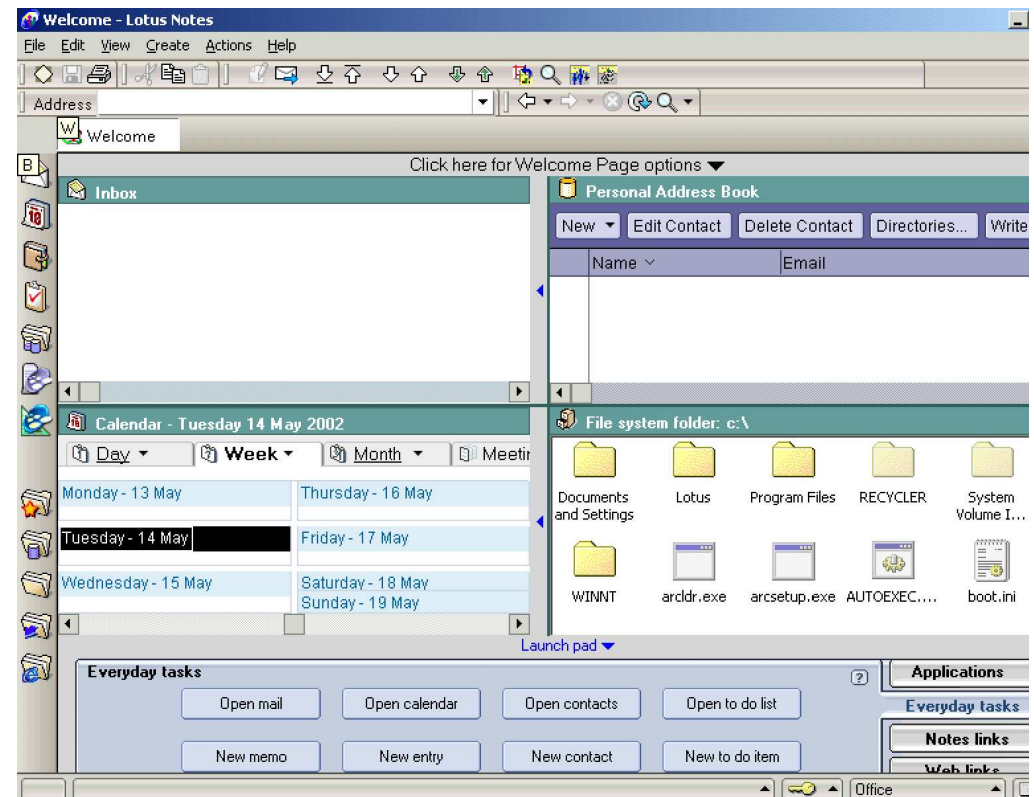 Welcome - Lotus Notes
File Edit View Create Actions Help
Address
W Welcome
B
Click here for Welcome Page options
Inbox
Personal Address Book
New Edit Contact Delete Contact Directories... Write
Name Email
18
Calendar - Tuesday 14 May 2002
File system folder: c:\
Day Week Month Meetin
Monday - 13 May Thursday - 16 May
Tuesday - 14 May Friday - 17 May
Wednesday - 15 May Saturday - 18 May
Sunday - 19 May
Documents and Settings Lotus Program Files RECYCLER System Volume I...
WINNT arcldr.exe arcsetup.exe AUTOEXEC.... boot.ini
Launch pad
Everyday tasks
?
Open mail Open calendar Open contacts Open to do list
New memo New entry New contact New to do item
Applications
Everyday tasks
Notes links
Web links
Office